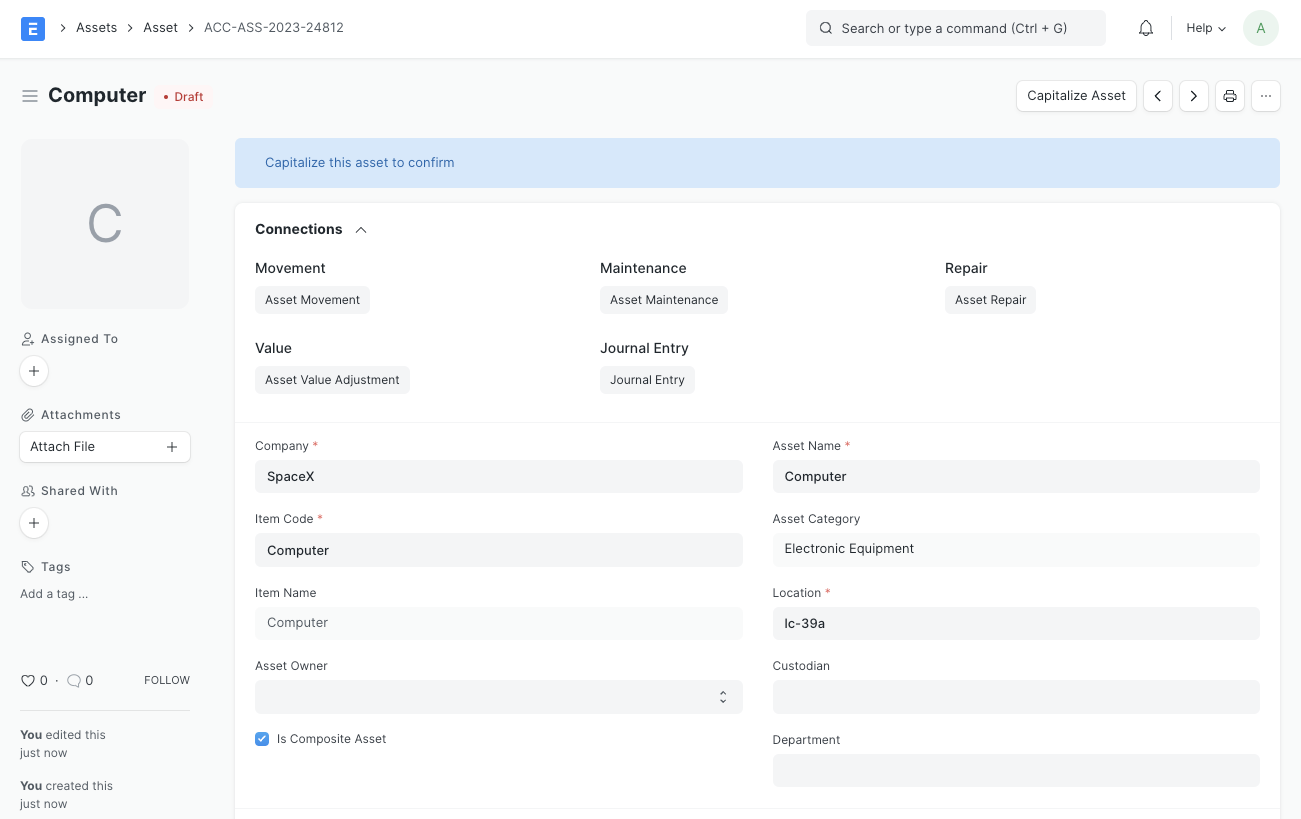 E
Assets
Asset
ACC-ASS-2023-24812
Search or type a command (Ctrl + G)
Help
A
Computer
• Draft
Capitalize Asset
...
C
Assigned To
Attachments
Attach File
Shared With
Tags
Add a tag ...
0 · 0
FOLLOW
You edited this
just now
You created this
just now
Capitalize this asset to confirm
Connections
Movement
Asset Movement
Maintenance
Asset Maintenance
Repair
Asset Repair
Value
Asset Value Adjustment
Journal Entry
Journal Entry
Company *
SpaceX
Item Code *
Computer
Item Name
Computer
Asset Owner
Is Composite Asset
Asset Name *
Computer
Asset Category
Electronic Equipment
Location *
lc-39a
Custodian
Department